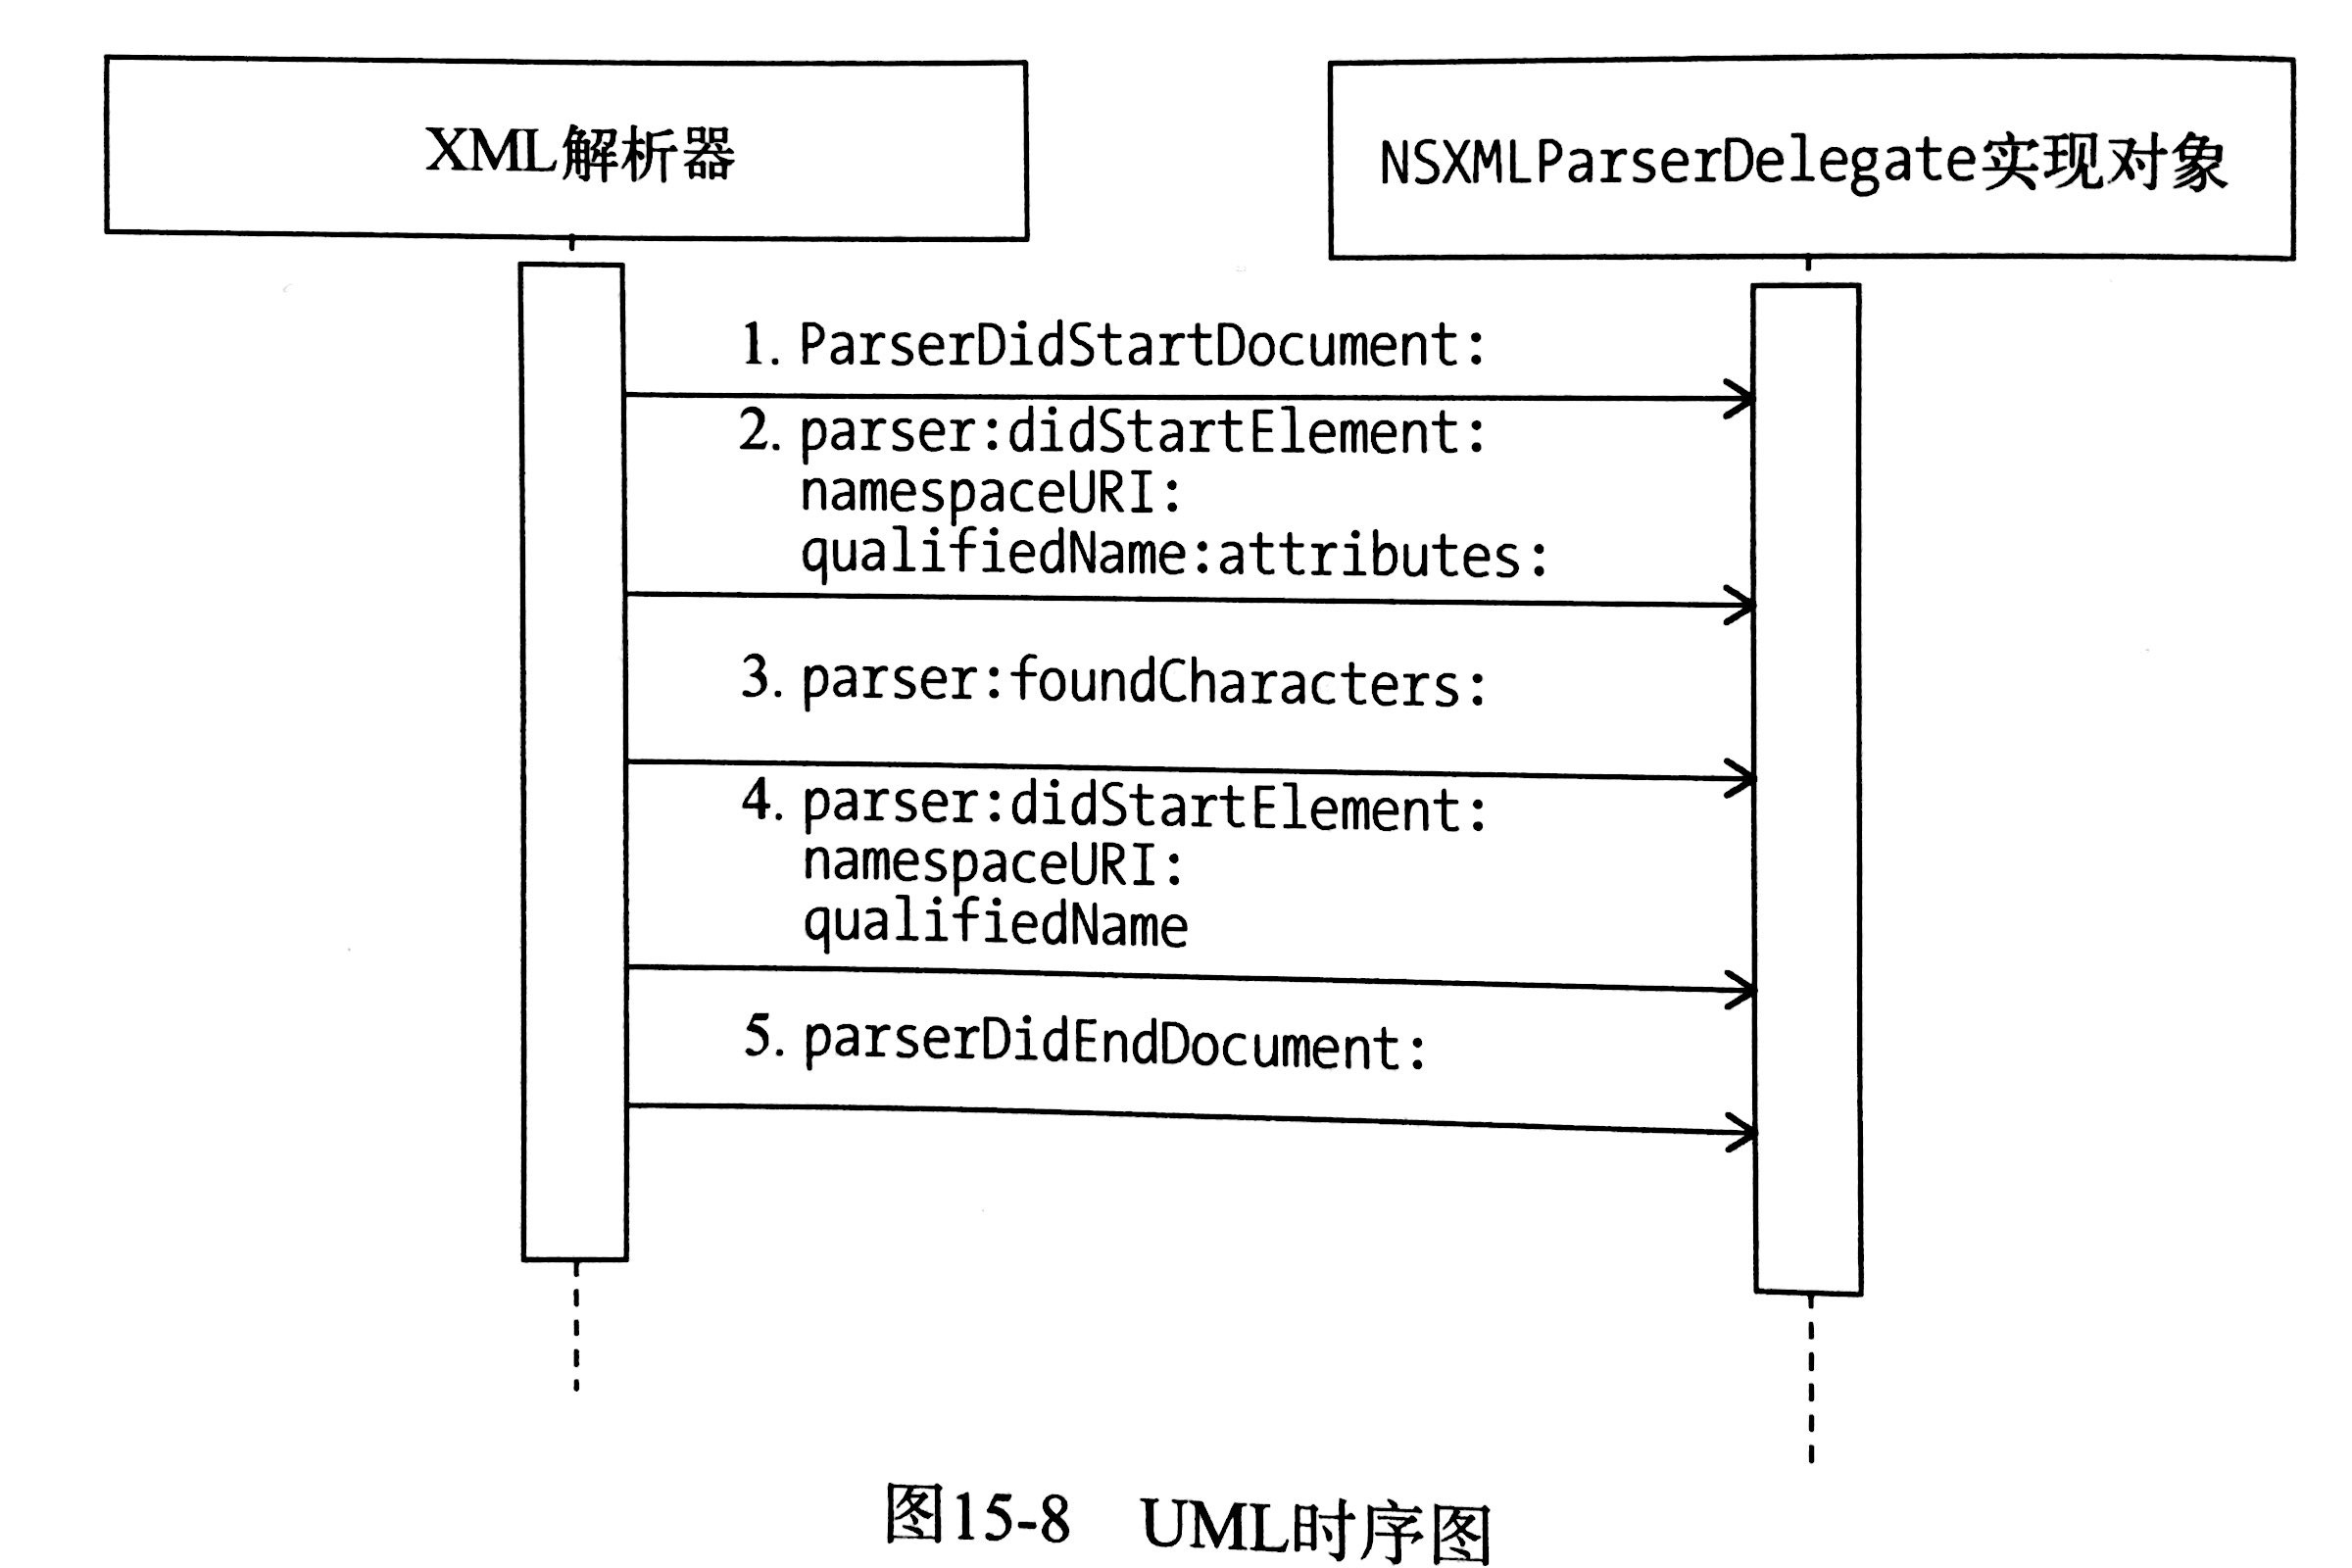 XML解析器
NSXMLParserDelegate实现对象
1. ParserDidStartDocument:
2. parser:didStartElement:
namespaceURI:
qualifiedName:attributes:
3. parser:foundCharacters:
4. parser:didStartElement:
namespaceURI:
qualifiedName
5. parserDidEndDocument:
图15-8 UML时序图